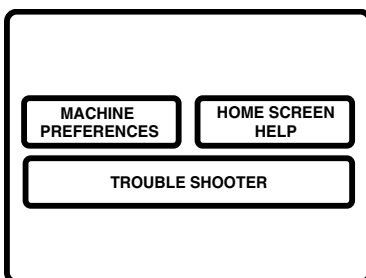 MACHINE
PREFERENCES
HOME SCREEN
HELP
TROUBLE SHOOTER